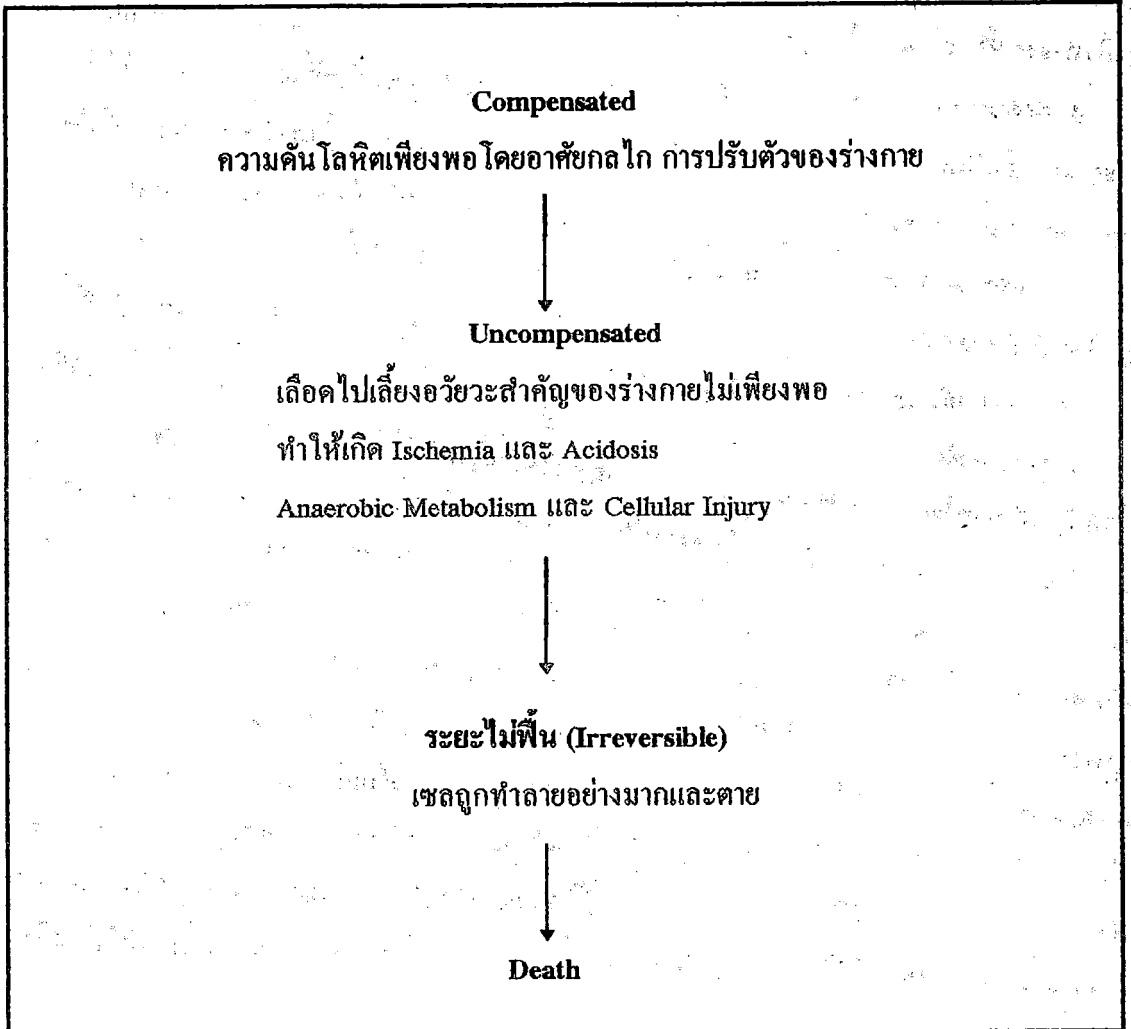 Compensated
ความดันโลหิตเพียงพอโดยอาศัยกลไก การปรับตัวของร่างกาย
Uncompensated
เลือดไปเลี้ยงอวัยวะสำคัญของร่างกายไม่เพียงพอ
ทำให้เกิด Ischemia และ Acidosis
Anaerobic Metabolism และ Cellular Injury
ระยะไม่ฟื้น (Irreversible)
เซลถูกทำลายอย่างมากและตาย
Death